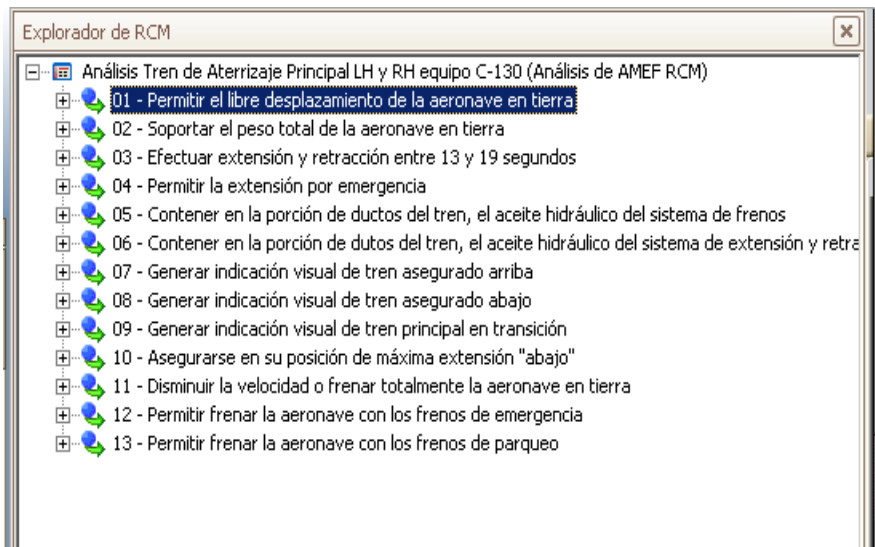 Explorador de RCM
Análisis Tren de Aterrizaje Principal LH y RH equipo C-130 (Análisis de AMEF RCM)
01 - Permitir el libre desplazamiento de la aeronave en tierra
02 - Soportar el peso total de la aeronave en tierra
03 - Efectuar extensión y retracción entre 13 y 19 segundos
04 - Permitir la extensión por emergencia
05 - Contener en la porción de ductos del tren, el aceite hidráulico del sistema de frenos
06 - Contener en la porción de dutos del tren, el aceite hidráulico del sistema de extensión y retra
07 - Generar indicación visual de tren asegurado arriba
08 - Generar indicación visual de tren asegurado abajo
09 - Generar indicación visual de tren principal en transición
10 - Asegurarse en su posición de máxima extensión "abajo"
11 - Disminuir la velocidad o frenar totalmente la aeronave en tierra
12 - Permitir frenar la aeronave con los frenos de emergencia
13 - Permitir frenar la aeronave con los frenos de parqueo